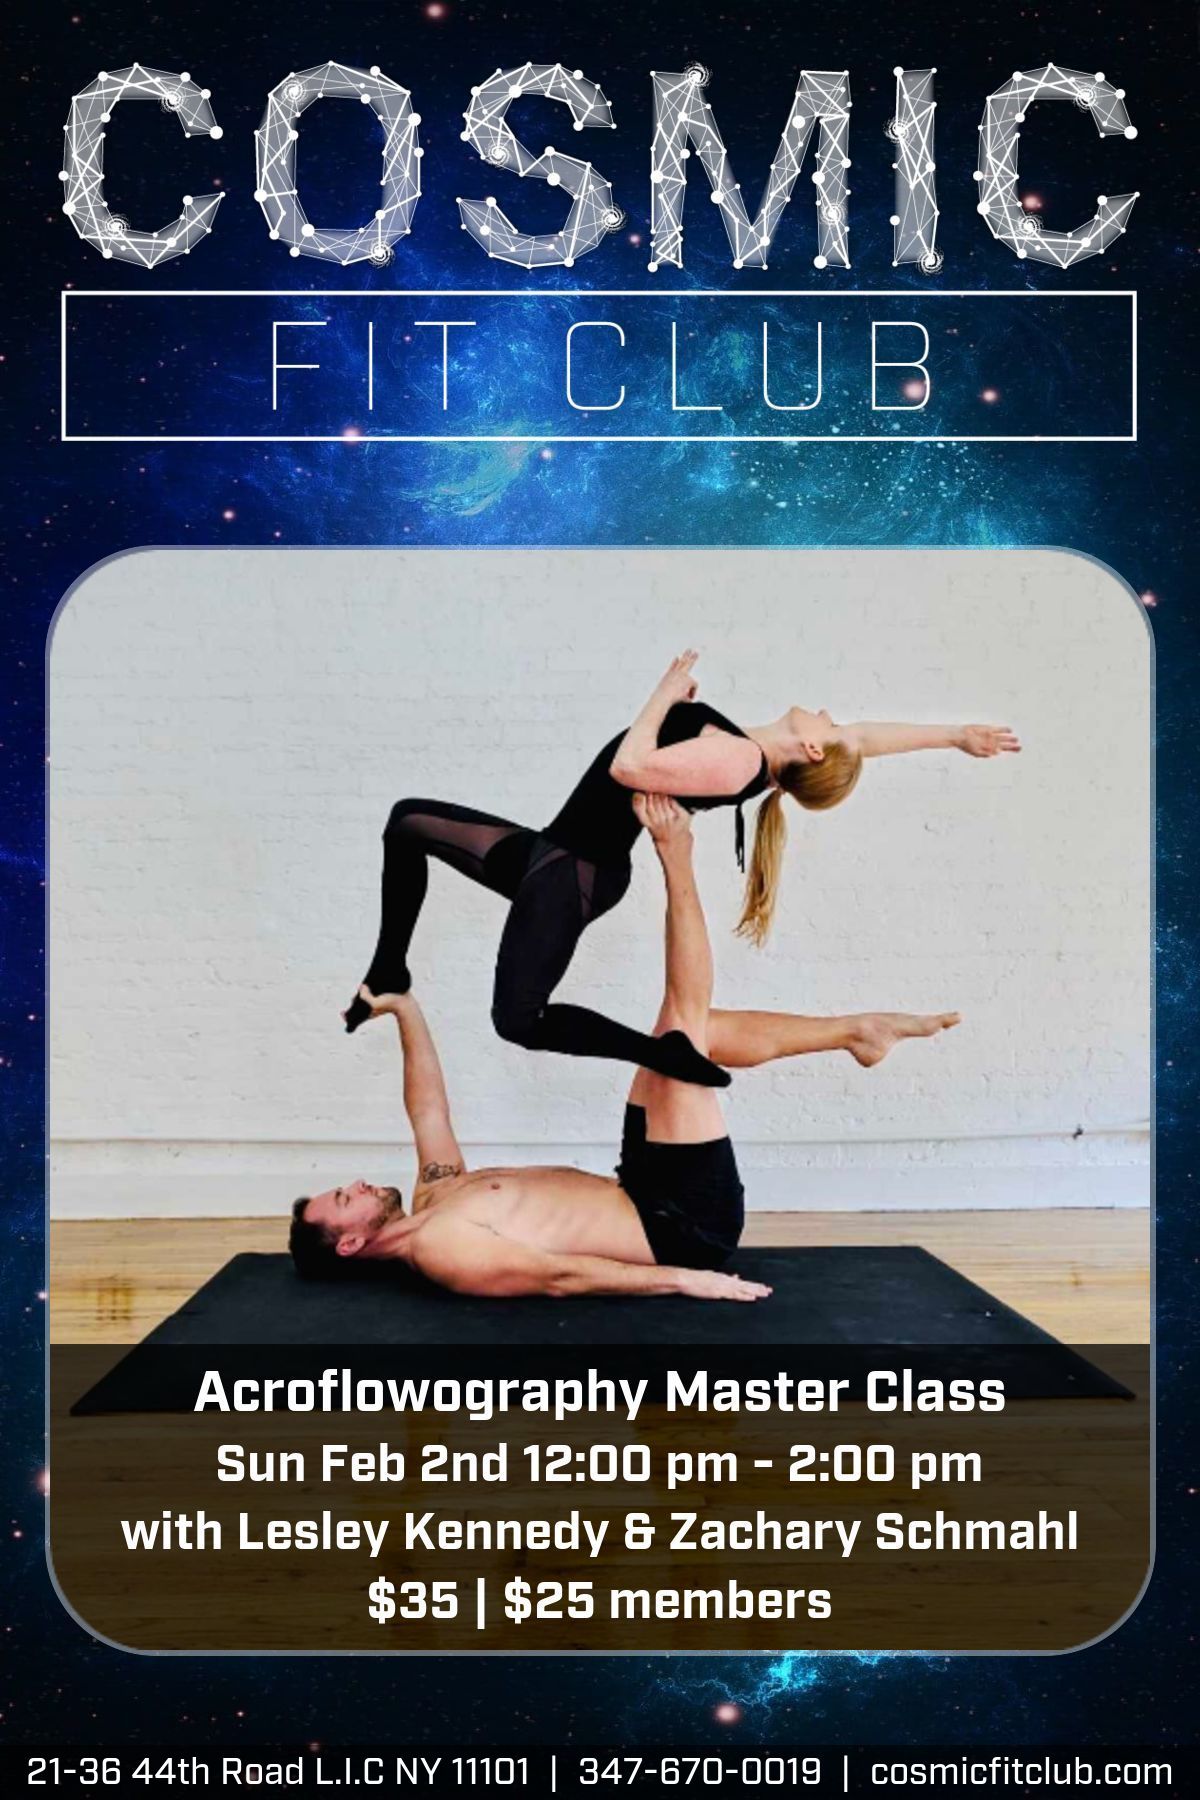 COSMIC
FIT CLUB
Acroflowography Master Class
Sun Feb 2nd 12:00 pm - 2:00 pm
with Lesley Kennedy & Zachary Schmahl
$35 | $25 members
21-36 44th Road L.I.C NY 11101 | 347-670-0019 | cosmicfitclub.com